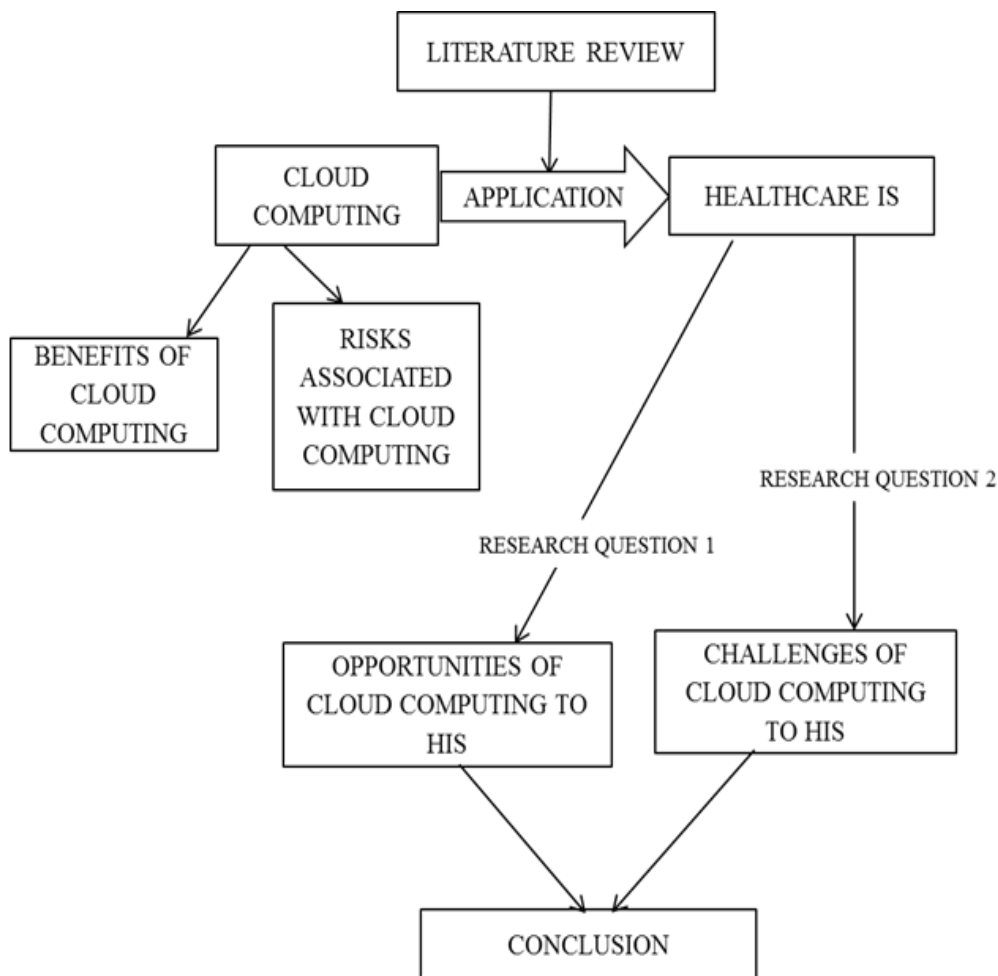 LITERATURE REVIEW
CLOUD
COMPUTING
APPLICATION
HEALTHCARE IS
BENEFITS OF
CLOUD
COMPUTING
RISKS
ASSOCIATED
WITH CLOUD
COMPUTING
RESEARCH QUESTION 2
RESEARCH QUESTION 1
OPPORTUNITIES OF
CLOUD COMPUTING TO
HIS
CHALLENGES OF
CLOUD COMPUTING
TO HIS
CONCLUSION